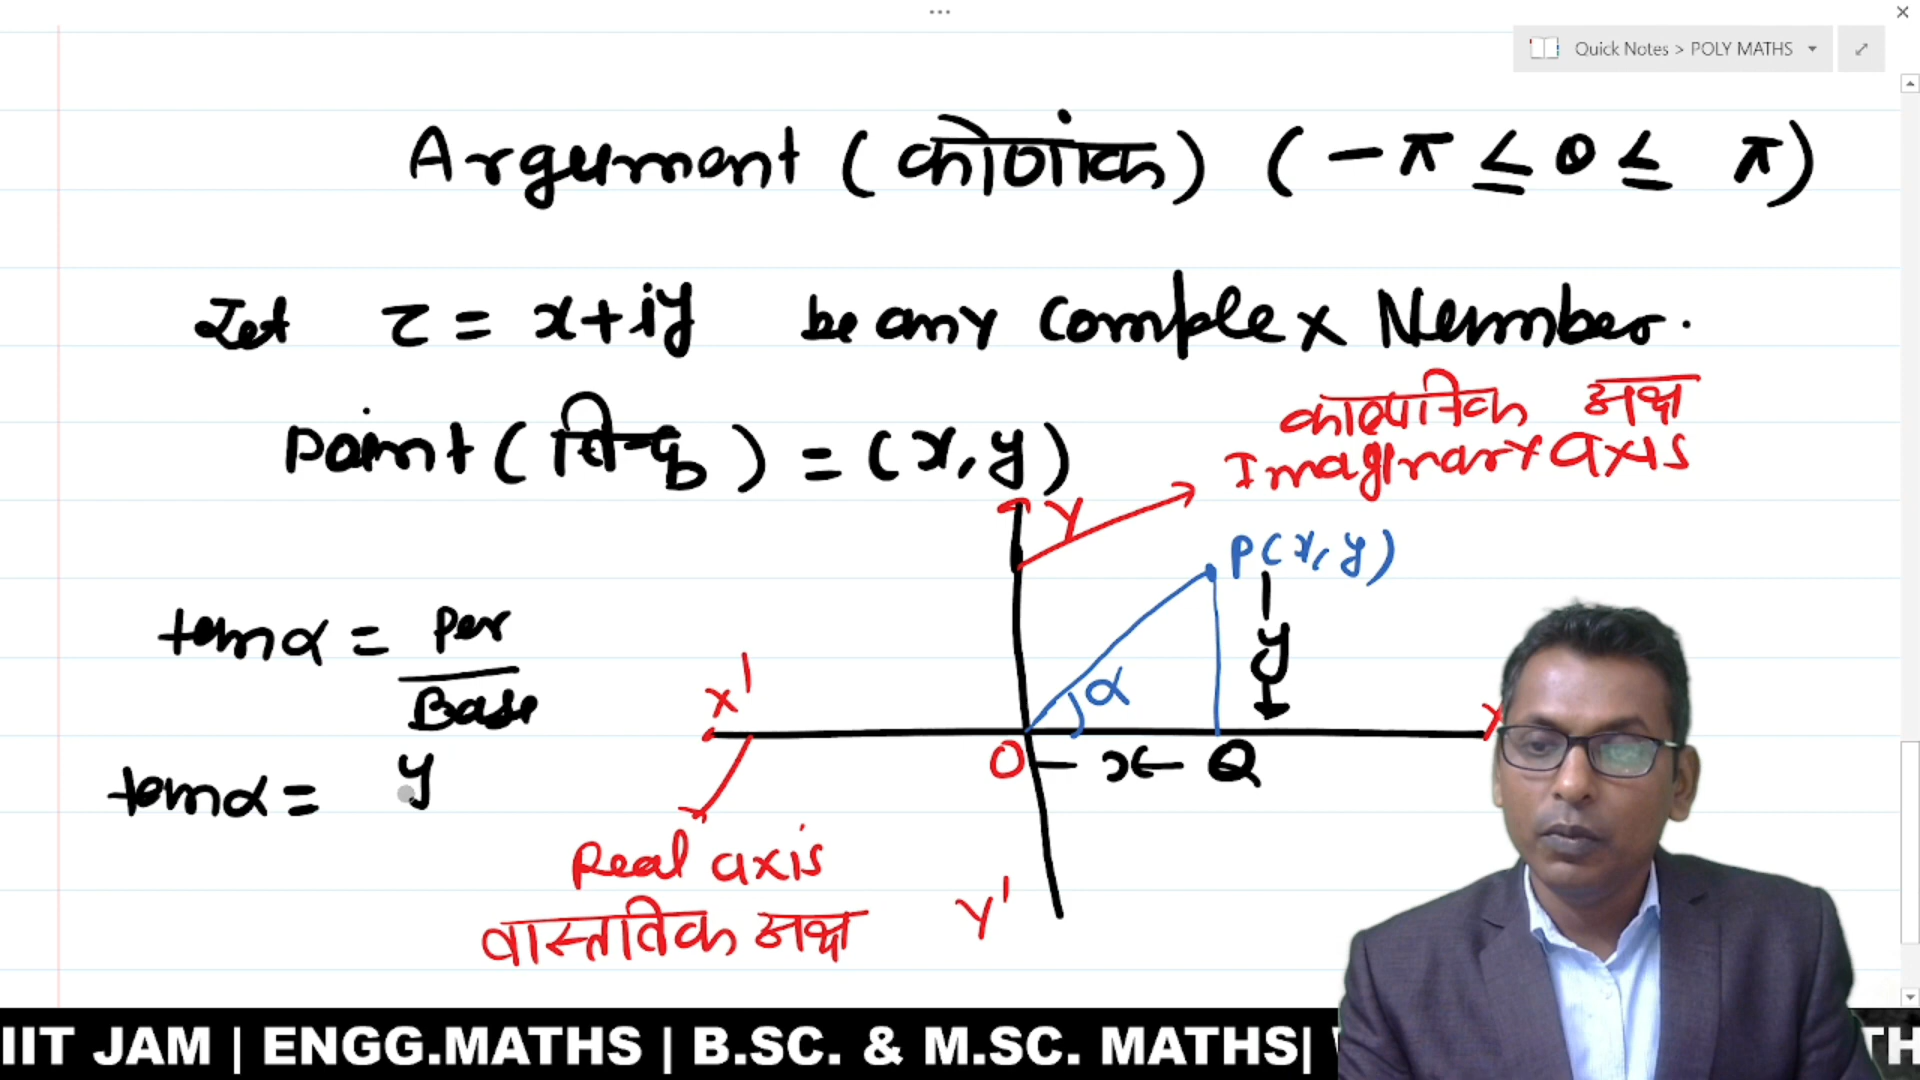 Quick Notes > POLY MATHS
Argument (कोणांक) (-π ≤ θ ≤ π)
Let z = x+iy be any Complex Number.
Point (बिन्दु) = (x, y)
काल्पनिक अक्ष
Imaginary axis
Y
P(x, y)
tanα = Per
Base
y
α
X'
X
O
x
Q
tanα = y
Real axis
वास्तविक अक्ष
Y'
IIT JAM | ENGG.MATHS | B.SC. & M.SC. MATHS|